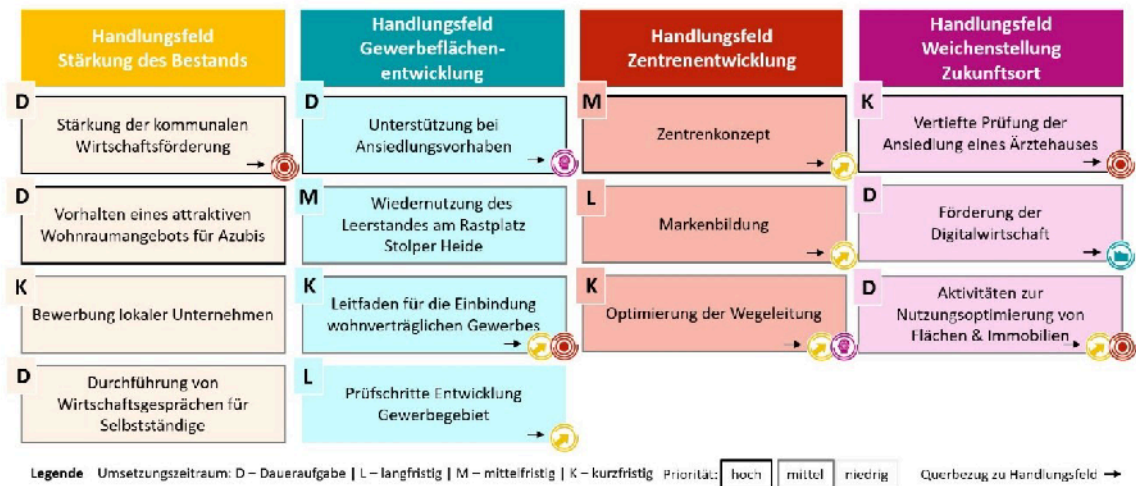 Handlungsfeld
Stärkung des Bestands
D
Stärkung der kommunalen
Wirtschaftsförderung
D
Vorhalten eines attraktiven
Wohnraumangebots für Azubis
K
Bewerbung lokaler Unternehmen
D
Durchführung von
Wirtschaftsgesprächen für
Selbstständige
Handlungsfeld
Gewerbeflächen-
entwicklung
D
Unterstützung bei
Ansiedlungsvorhaben
M
Wiedernutzung des
Leerstandes am Rastplatz
Stolper Heide
K
Leitfaden für die Einbindung
wohnverträglichen Gewerbes
L
Prüfschritte Entwicklung
Gewerbegebiet
Handlungsfeld
Zentrenentwicklung
M
Zentrenkonzept
L
Markenbildung
K
Optimierung der Wegeleitung
Handlungsfeld
Weichenstellung
Zukunftsort
K
Vertiefte Prüfung der
Ansiedlung eines Ärztehauses
D
Förderung der
Digitalwirtschaft
D
Aktivitäten zur
Nutzungsoptimierung von
Flächen & Immobilien
Legende Umsetzungszeitraum: D – Daueraufgabe | L – langfristig | M – mittelfristig | K – kurzfristig Priorität: hoch mittel niedrig Querbezug zu Handlungsfeld →